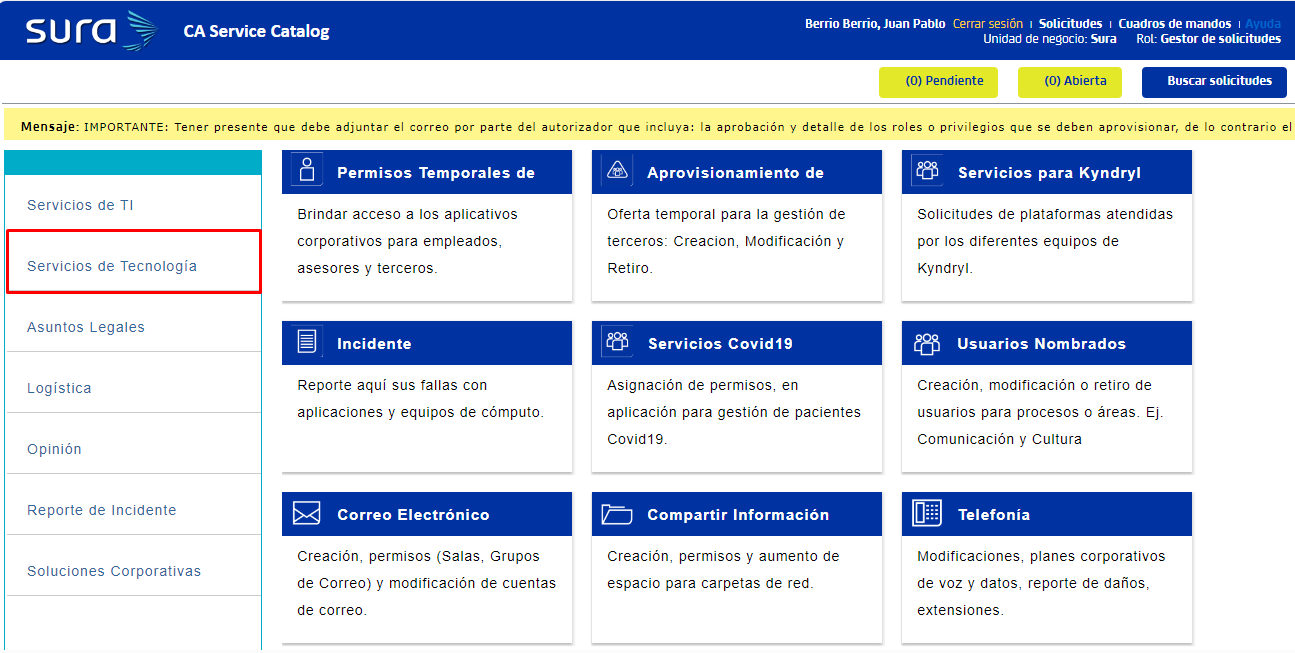 sura
CA Service Catalog
Berrio Berrio, Juan Pablo Cerrar sesión Solicitudes Cuadros de mandos Ayuda
Unidad de negocio: Sura Rol: Gestor de solicitudes
(0) Pendiente (0) Abierta Buscar solicitudes
Mensaje: IMPORTANTE: Tener presente que debe adjuntar el correo por parte del autorizador que incluya: la aprobación y detalle de los roles o privilegios que se deben aprovisionar, de lo contrario el
Servicios de TI
Servicios de Tecnología
Asuntos Legales
Logística
Opinión
Reporte de Incidente
Soluciones Corporativas
Permisos Temporales de
Brindar acceso a los aplicativos
corporativos para empleados,
asesores y terceros.
Aprovisionamiento de
Oferta temporal para la gestión de
terceros: Creacion, Modificación y
Retiro.
Servicios para Kyndryl
Solicitudes de plataformas atendidas
por los diferentes equipos de
Kyndryl.
Incidente
Reporte aquí sus fallas con
aplicaciones y equipos de cómputo.
Servicios Covid19
Asignación de permisos, en
aplicación para gestión de pacientes
Covid19.
Usuarios Nombrados
Creación, modificación o retiro de
usuarios para procesos o áreas. Ej.
Comunicación y Cultura
Correo Electrónico
Creación, permisos (Salas, Grupos
de Correo) y modificación de cuentas
de correo.
Compartir Información
Creación, permisos y aumento de
espacio para carpetas de red.
Telefonía
Modificaciones, planes corporativos
de voz y datos, reporte de daños,
extensiones.